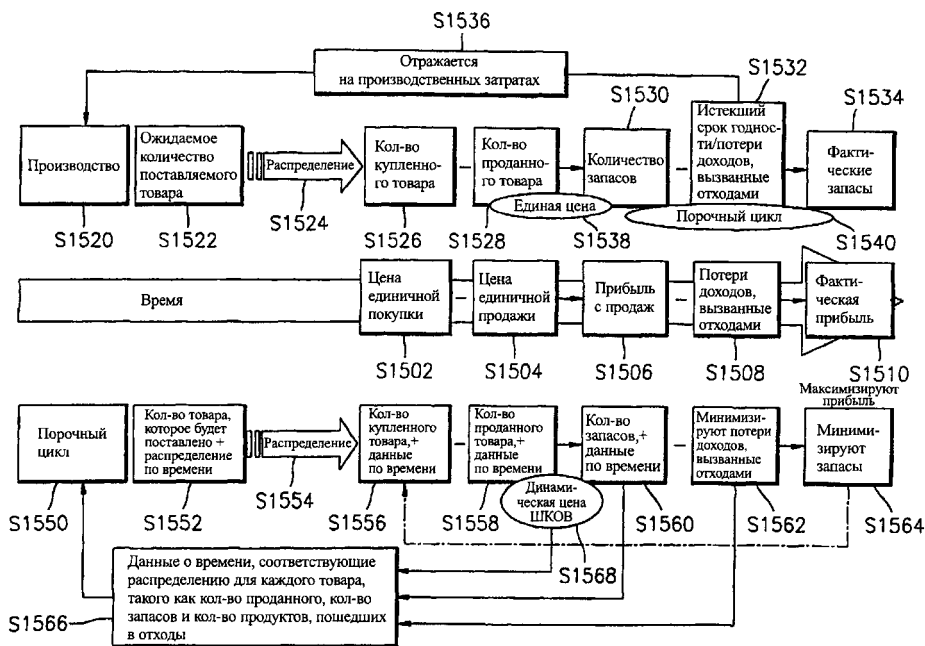 S1536
Отражается
на производственных затратах
S1532
S1530
S1534
Производство
Ожидаемое
количество
поставляемого
товара
Распределение
Кол-во
купленного
товара
Кол-во
проданно-
го товара
Количество
запасов
Истекший
срок годнос-
ти/потери
доходов,
вызванные
отходами
Факти-
ческие
запасы
Единая цена
Порочный цикл
S1520
S1522
S1524
S1526
S1528
S1538
S1540
Время
Цена
единичной
покупки
Цена
единичной
продажи
Прибыль
с продаж
Потери
доходов,
вызванные
отходами
Факти-
ческая
прибыль
S1502
S1504
S1506
S1508
S1510
Максимизируют
прибыль
Порочный
цикл
Кол-во товара,
которое будет
поставлено +
распределение
по времени
Распределение
Кол-во
купленного
товара,+
данные
по времени
Кол-во
проданного
товара,+
данные
по времени
Кол-во
запасов,+
данные
по времени
Минимизи-
руют потери
доходов,
вызванные
отходами
Миними-
зируют
запасы
Динами-
ческая цена
ШКОВ
S1550
S1552
S1554
S1556
S1558
S1560
S1562
S1564
S1568
Данные о времени, соответствующие
распределению для каждого товара,
такого как кол-во проданного, кол-во
запасов и кол-во продуктов, пошедших
в отходы
S1566